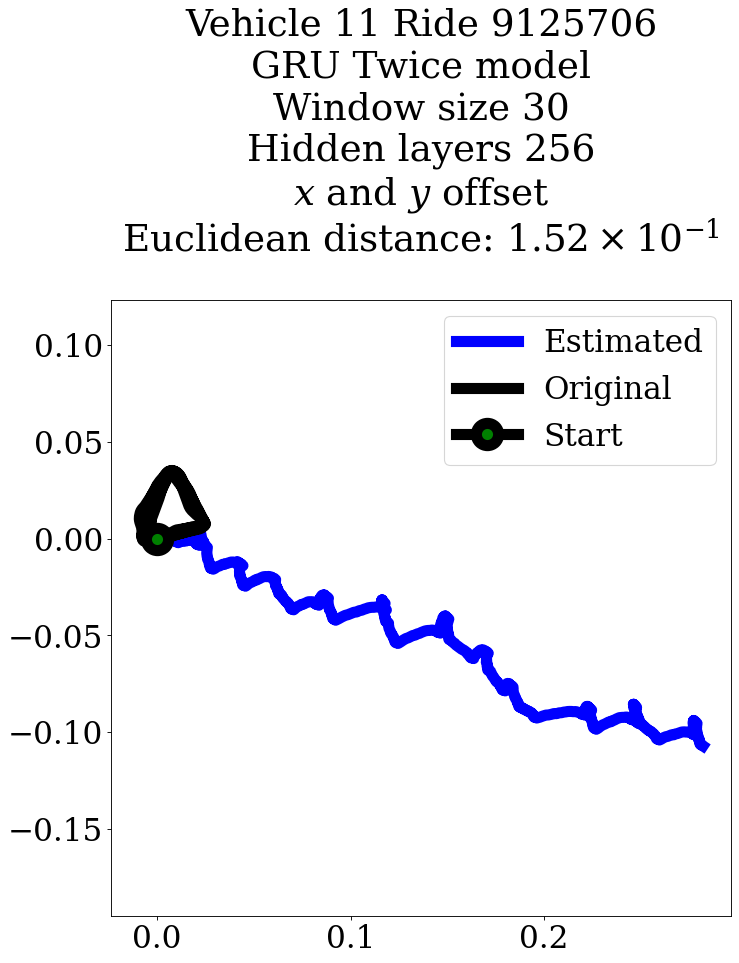 Vehicle 11 Ride 9125706
GRU Twice model
Window size 30
Hidden layers 256
x and y offset
Euclidean distance: 1.52 × 10⁻¹
Estimated
Original
Start
0.10
0.05
0.00
−0.05
−0.10
−0.15
0.0 0.1 0.2